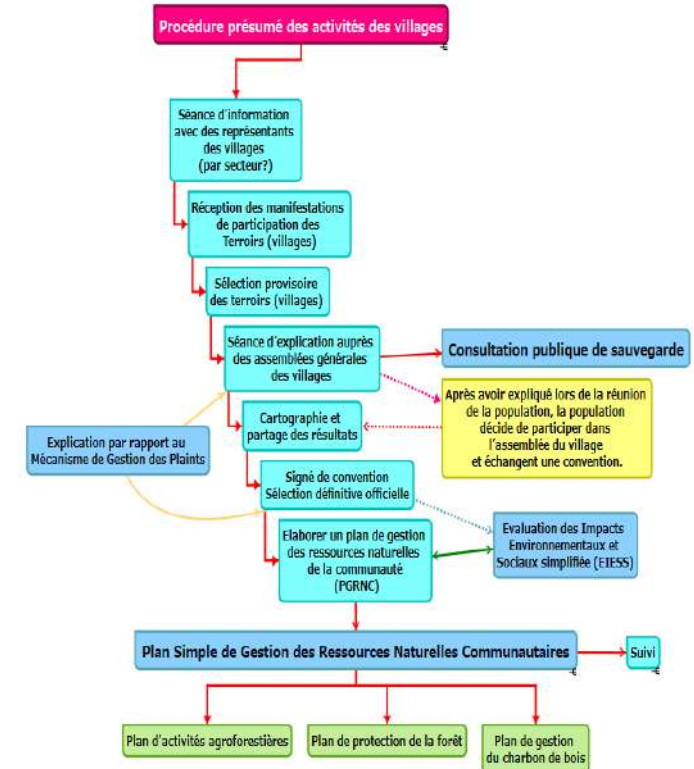 Procédure présumé des activités des villages
Séance d'information
avec des représentants
des villages
(par secteur?)
Réception des manifestations
de participation des
Terroirs (villages)
Sélection provisoire
des terroirs (villages)
Séance d'explication auprès
des assemblées générales
des villages
Consultation publique de sauvegarde
Après avoir expliqué lors de la réunion
de la population, la population
décide de participer dans
l'assemblée du village
et échangent une convention.
Cartographie et
partage des résultats
Explication par rapport au
Mécanisme de Gestion des Plaints
Signé de convention
Sélection définitive officielle
Elaborer un plan de gestion
des ressources naturelles
de la communauté
(PGRNC)
Evaluation des Impacts
Environnementaux et
Sociaux simplifiée (EIESS)
Plan Simple de Gestion des Ressources Naturelles Communautaires
Suivi
Plan d'activités agroforestières
Plan de protection de la forêt
Plan de gestion
du charbon de bois